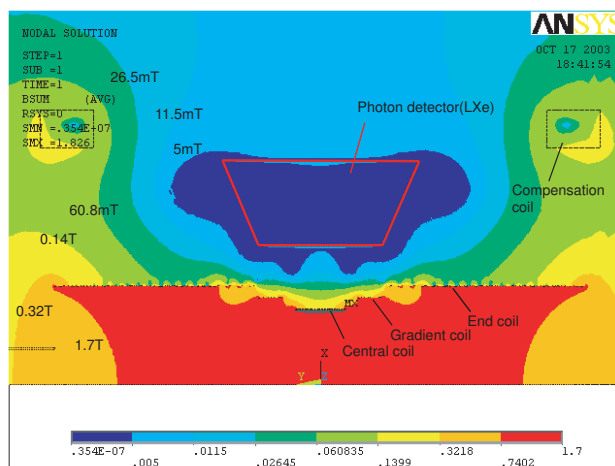 ANSYS
NODAL SOLUTION
OCT 17 2003
18:41:54
STEP=1
SUB =1
TIME=1
BSUM (AVG)
RSYS=0
SMN =.354E-07
SMX =1.826
26.5mT
11.5mT
5mT
60.8mT
0.14T
0.32T
1.7T
Photon detector(LXe)
Compensation
coil
MX
End coil
Gradient coil
Central coil
X
Y
Z
.354E-07 .0115 .060835 .3218 1.7
.005 .02645 .1399 .7402